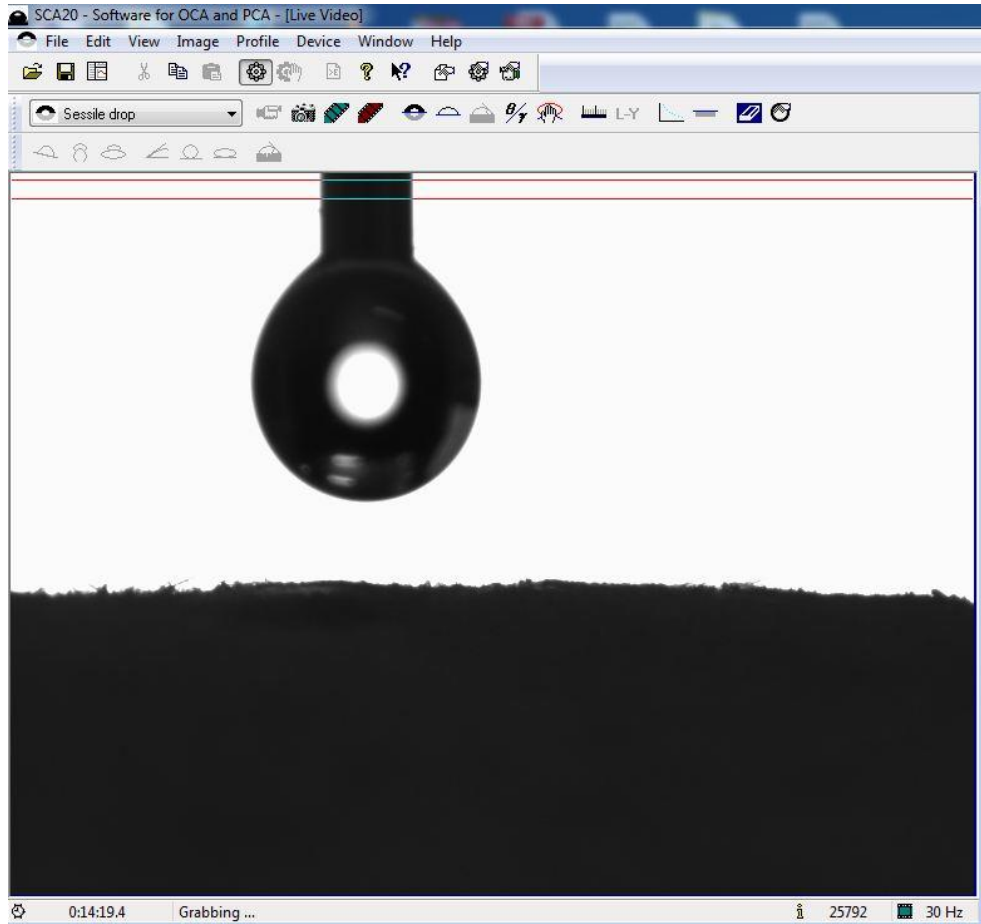 SCA20 - Software for OCA and PCA - [Live Video]
File Edit View Image Profile Device Window Help
Sessile drop
θ/γ L-Y
0:14:19.4 Grabbing ... 25792 30 Hz